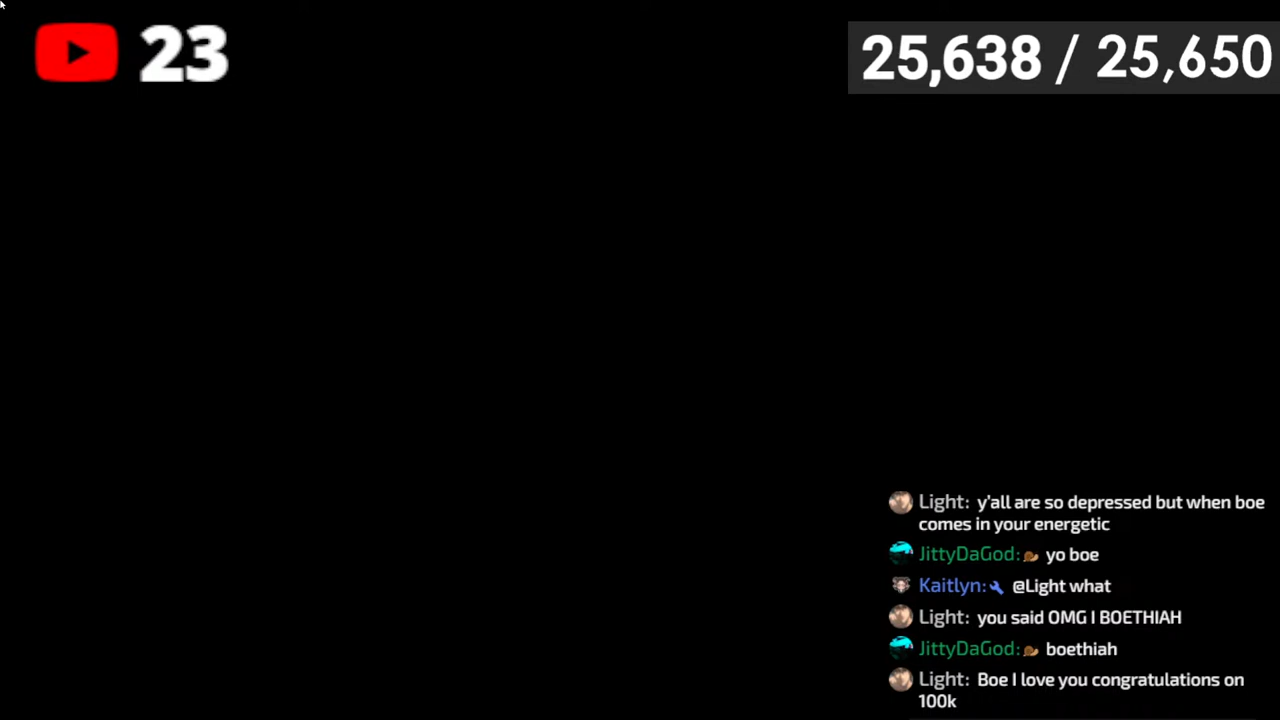 23
25,638 / 25,650
Light: y'all are so depressed but when boe
comes in your energetic
JittyDaGod: yo boe
Kaitlyn: @Light what
Light: you said OMG I BOETHIAH
JittyDaGod: boethiah
Light: Boe I love you congratulations on
100k